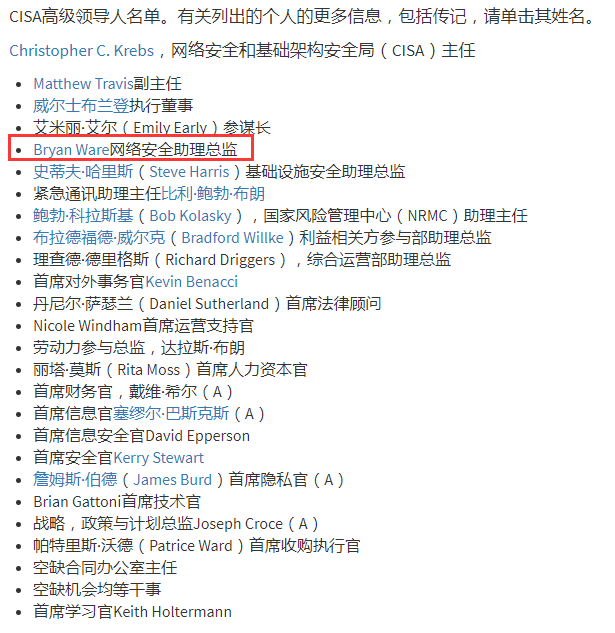 CISA高级领导人名单。有关列出的个人的更多信息，包括传记，请单击其姓名。
Christopher C. Krebs，网络安全和基础架构安全局（CISA）主任
Matthew Travis副主任
威尔士布兰登执行董事
艾米丽·艾尔（Emily Early）参谋长
Bryan Ware网络安全助理总监
史蒂夫·哈里斯（Steve Harris）基础设施安全助理总监
紧急通讯助理主任比利·鲍勃·布朗
鲍勃·科拉斯基（Bob Kolasky），国家风险管理中心（NRMC）助理主任
布拉德福德·威尔克（Bradford Willke）利益相关方参与部助理总监
理查德·德里格斯（Richard Driggers），综合运营部助理总监
首席对外事务官Kevin Benacci
丹尼尔·萨瑟兰（Daniel Sutherland）首席法律顾问
Nicole Windham首席运营支持官
劳动力参与总监，达拉斯·布朗
丽塔·莫斯（Rita Moss）首席人力资本官
首席财务官，戴维·希尔（A）
首席信息官塞缪尔·巴斯克斯（A）
首席信息安全官David Epperson
首席安全官Kerry Stewart
詹姆斯·伯德（James Burd）首席隐私官（A）
Brian Gattoni首席技术官
战略，政策与计划总监Joseph Croce（A）
帕特里斯·沃德（Patrice Ward）首席收购执行官
空缺合同办公室主任
空缺机会均等干事
首席学习官Keith Holtermann